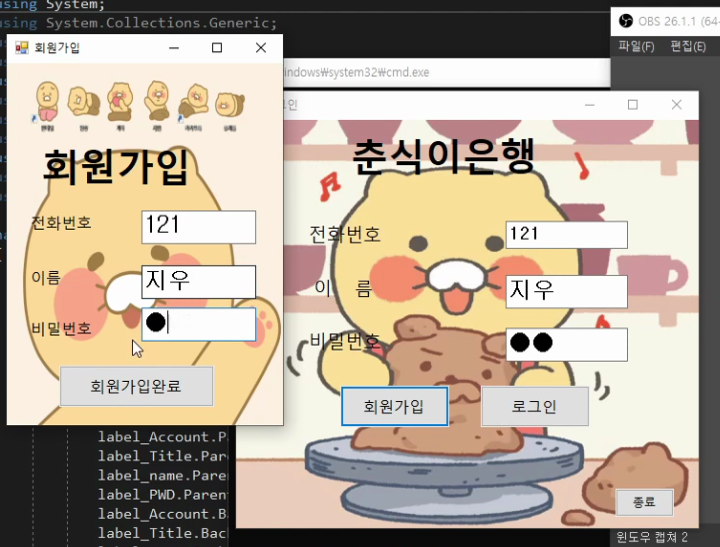 using System;
using System.Collections.Generic;
회원가입
회원가입
전화번호
121
이름
지우
비밀번호
회원가입완료
indows\system32\cmd.exe
그인
춘식이은행
전화번호
121
이 름
지우
비밀번호
회원가입
로그인
종료
OBS 26.1.1 (64-
파일(F) 편집(E)
윈도우 캡쳐 2
label_Account.P
label_Title.Par
label_name.Pare
label_PWD.Parent
label_Account.Ba
label_Title.Back